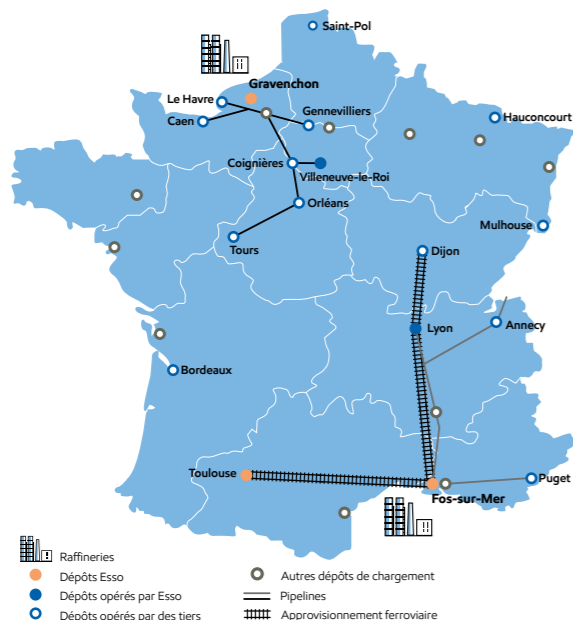 Saint-Pol
Gravenchon
Le Havre
Caen
Gennevilliers
Hauconcourt
Coignières
Villeneuve-le-Roi
Orléans
Tours
Mulhouse
Dijon
Lyon
Annecy
Bordeaux
Toulouse
Fos-sur-Mer
Puget
Raffineries
Dépôts Esso
Dépôts opérés par Esso
Dépôts opérés par des tiers
Autres dépôts de chargement
Pipelines
Approvisionnement ferroviaire